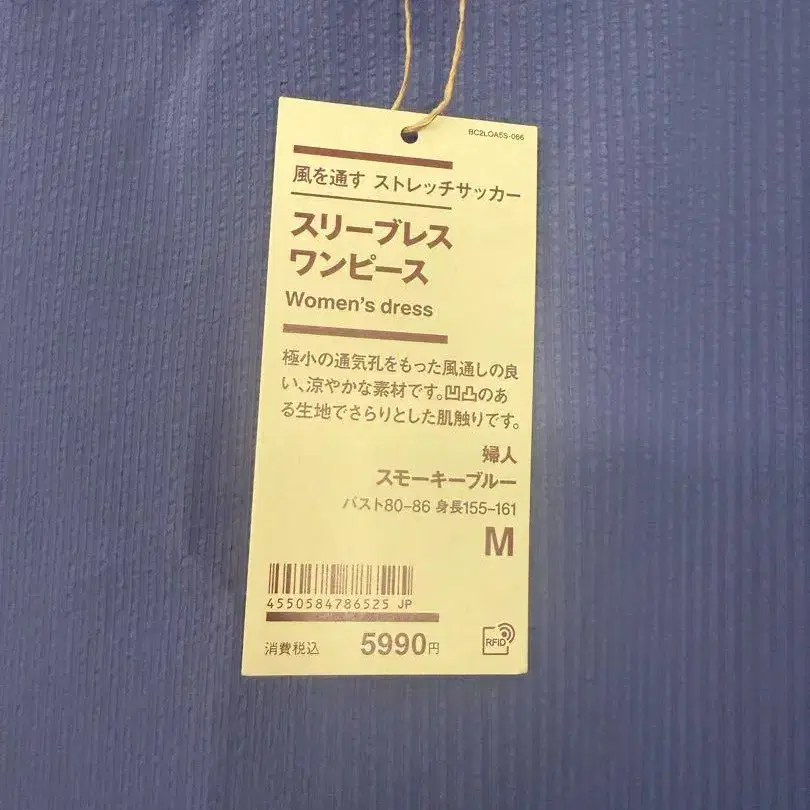 BC2LOA5S-066
風を通す ストレッチサッカー
スリーブレス
ワンピース
Women's dress
極小の通気孔をもった風通しの良
い、涼やかな素材です。凹凸のあ
る生地でさらりとした肌触りです。
婦人
スモーキーブルー
バスト80-86 身長155-161
M
4550584786525 JP
消費税込 5990円
RFID